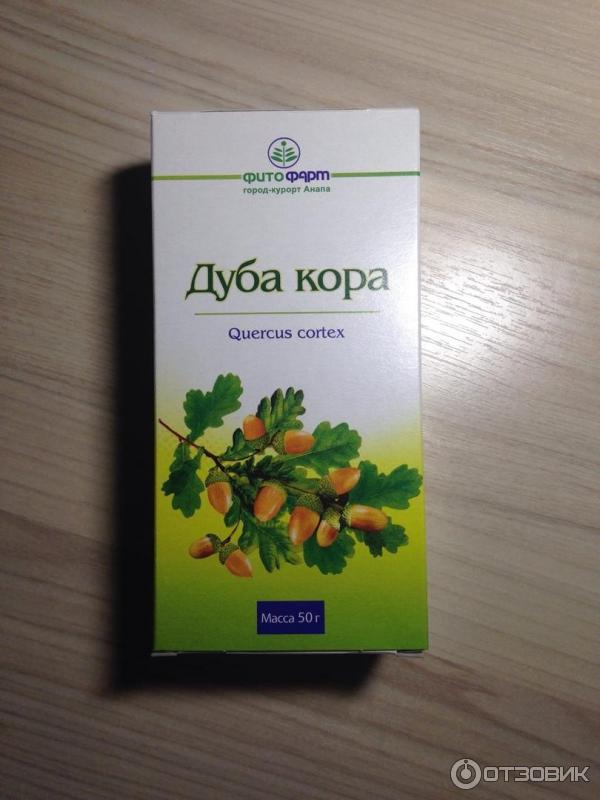 ФИТОФАРМ
город-курорт Анапа
Дуба кора
Quercus cortex
Масса 50 г
ОТЗОВИК